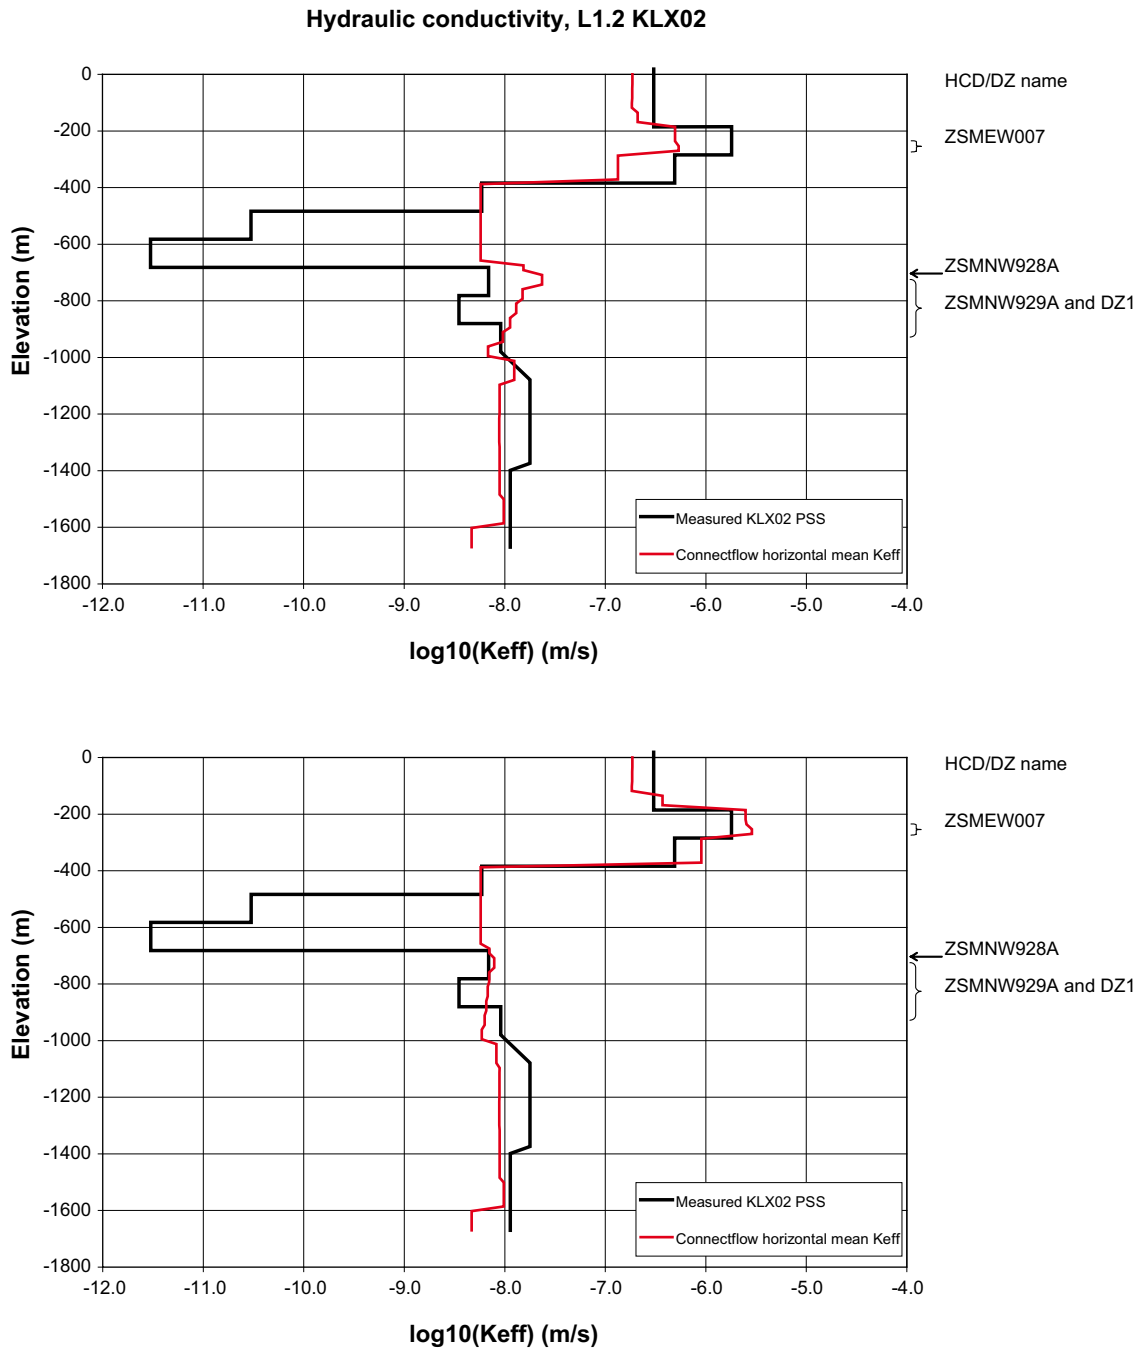 Hydraulic conductivity, L1.2 KLX02
0
-200
-400
-600
-800
-1000
-1200
-1400
-1600
-1800
Elevation (m)
-12.0 -11.0 -10.0 -9.0 -8.0 -7.0 -6.0 -5.0 -4.0
log10(Keff) (m/s)
HCD/DZ name
ZSMEW007
ZSMNW928A
ZSMNW929A and DZ1
Measured KLX02 PSS
Connectflow horizontal mean Keff
0
-200
-400
-600
-800
-1000
-1200
-1400
-1600
-1800
Elevation (m)
-12.0 -11.0 -10.0 -9.0 -8.0 -7.0 -6.0 -5.0 -4.0
log10(Keff) (m/s)
HCD/DZ name
ZSMEW007
ZSMNW928A
ZSMNW929A and DZ1
Measured KLX02 PSS
Connectflow horizontal mean Keff